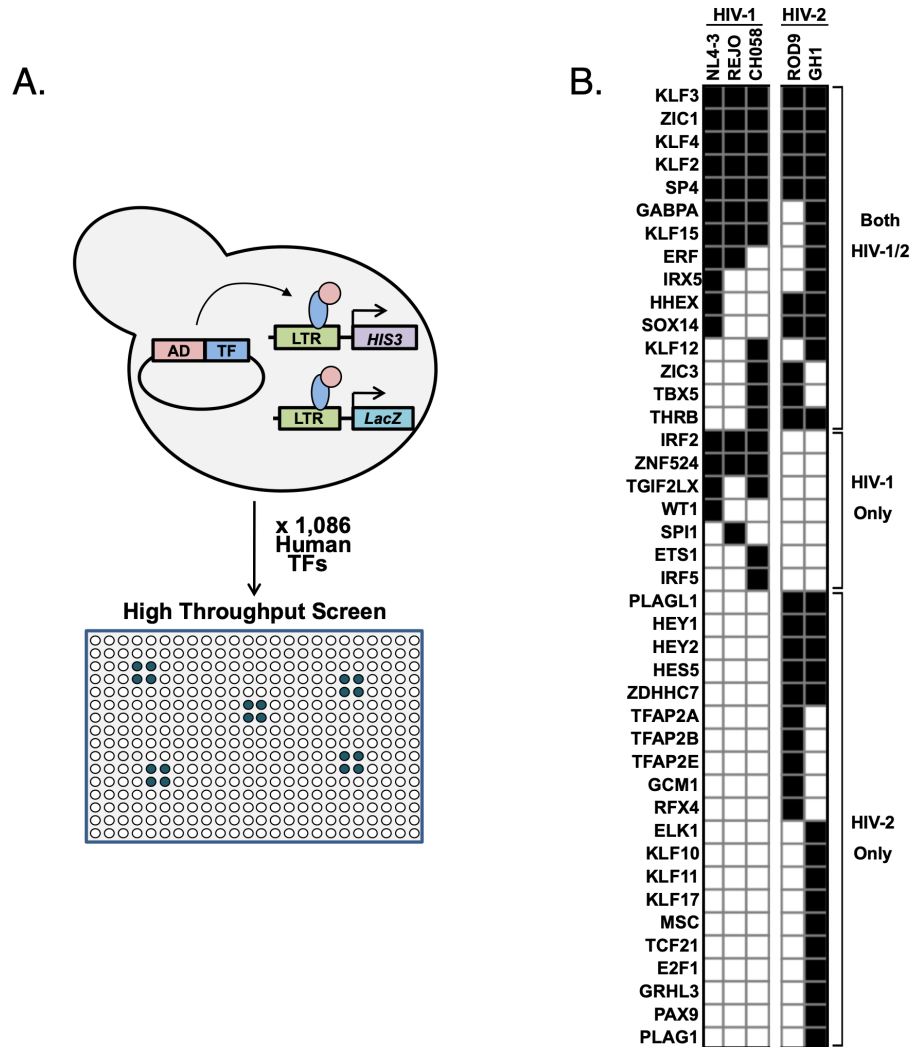 A.
AD TF
LTR HIS3
LTR LacZ
x 1,086
Human
TFs
High Throughput Screen
B.
HIV-1 HIV-2
NL4-3 REJO CH058 ROD9 GH1
KLF3
ZIC1
KLF4
KLF2
SP4
GABPA
KLF15
ERF
IRX5
HHEX
SOX14
KLF12
ZIC3
TBX5
THRB
IRF2
ZNF524
TGIF2LX
WT1
SPI1
ETS1
IRF5
PLAGL1
HEY1
HEY2
HES5
ZDHHC7
TFAP2A
TFAP2B
TFAP2E
GCM1
RFX4
ELK1
KLF10
KLF11
KLF17
MSC
TCF21
E2F1
GRHL3
PAX9
PLAG1
Both
HIV-1/2
HIV-1
Only
HIV-2
Only